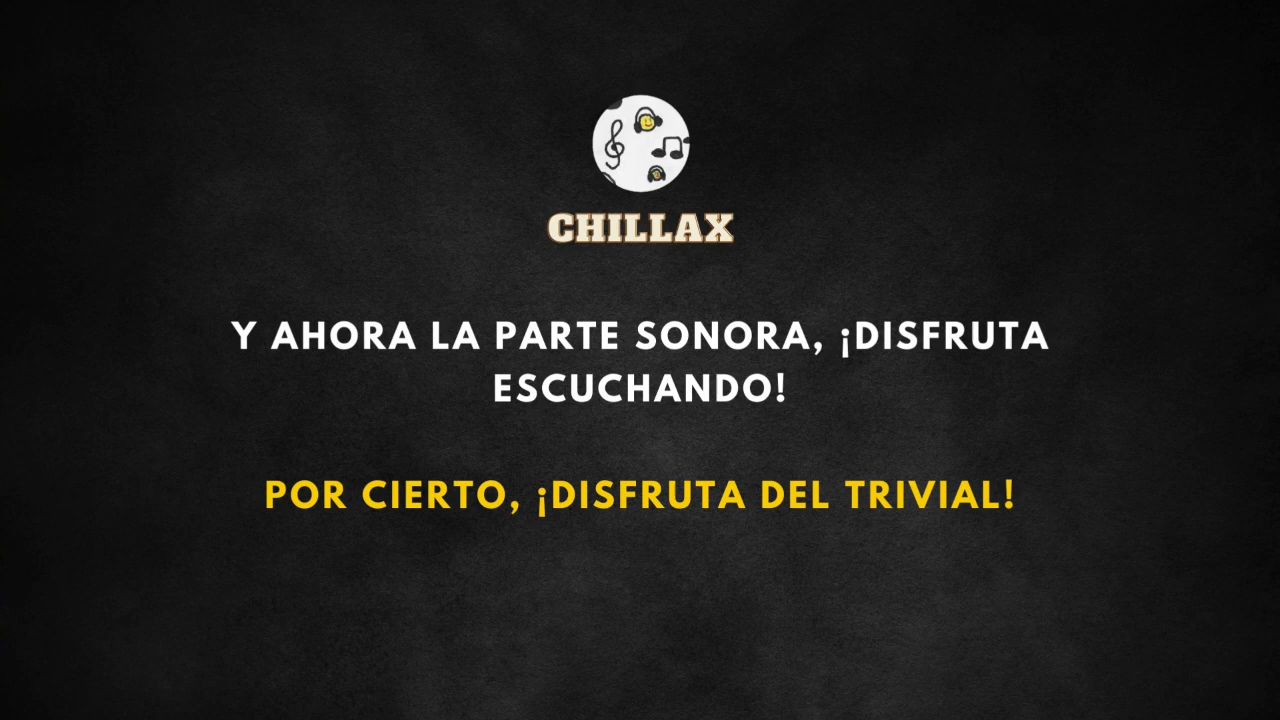 CHILLAX
Y AHORA LA PARTE SONORA, ¡DISFRUTA
ESCUCHANDO!
POR CIERTO, ¡DISFRUTA DEL TRIVIAL!